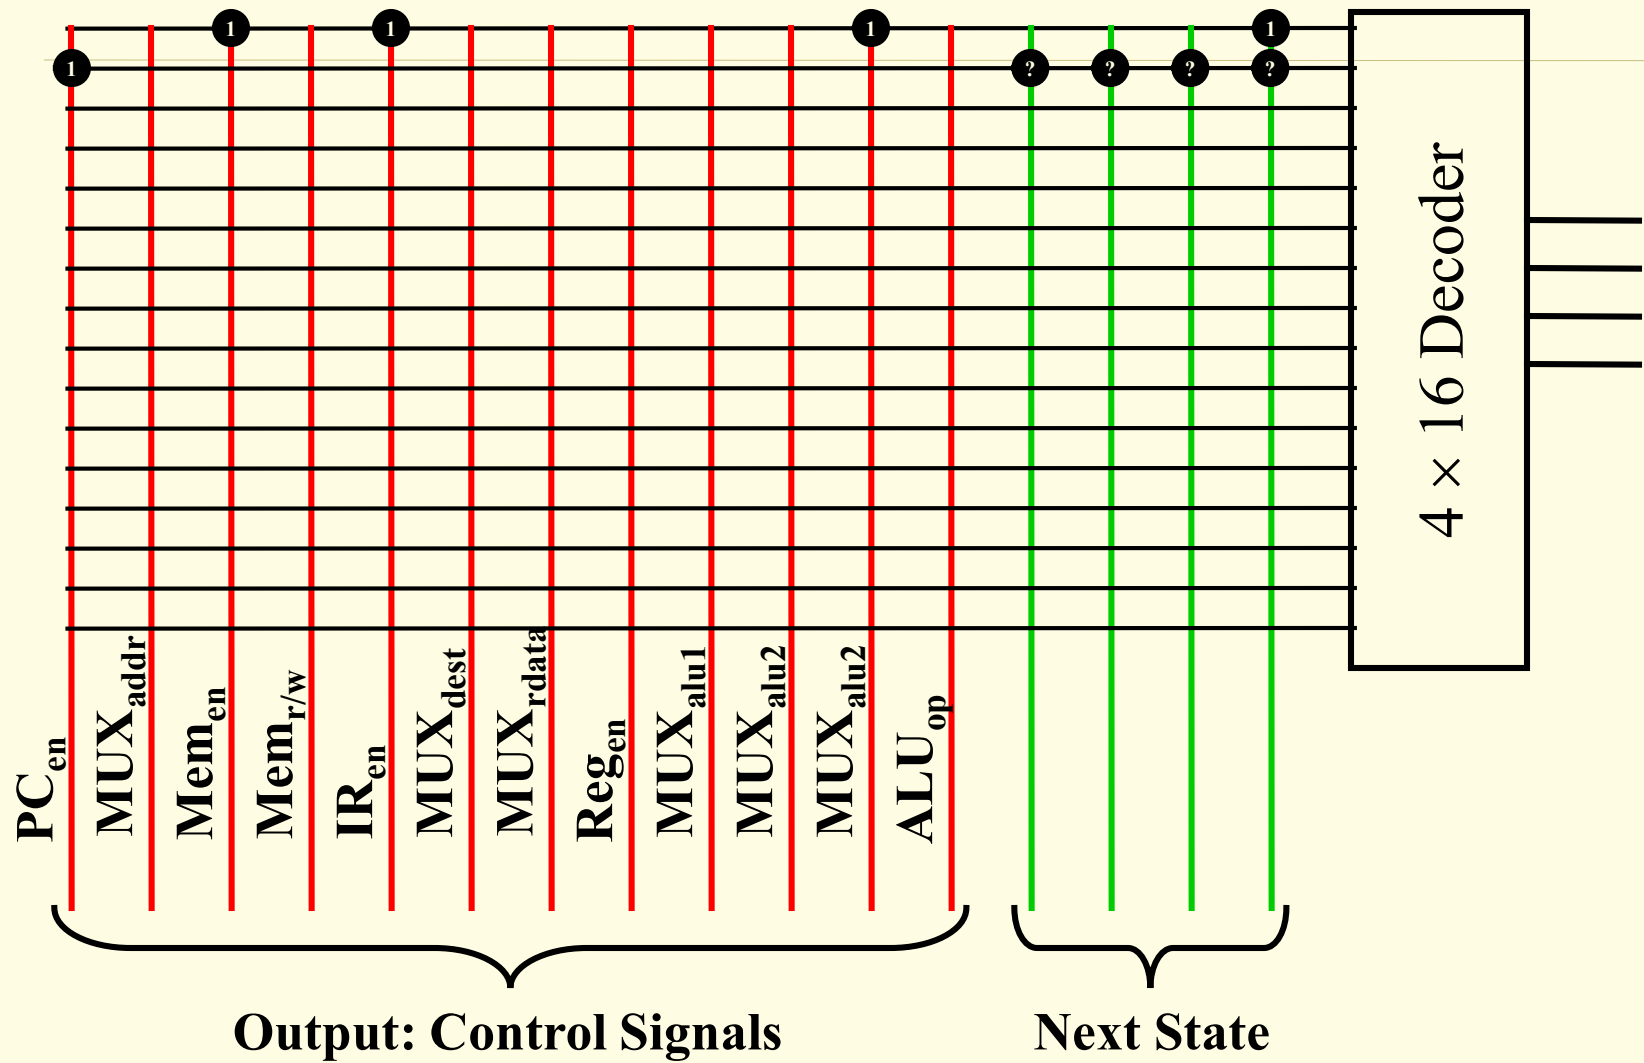 1 1 1 1
1 ? ? ? ?
4 × 16 Decoder
PCen
MUXaddr
Memen
Memr/w
IRen
MUXdest
MUXrdata
Regen
MUXalu1
MUXalu2
MUXalu2
ALUop
Output: Control Signals
Next State